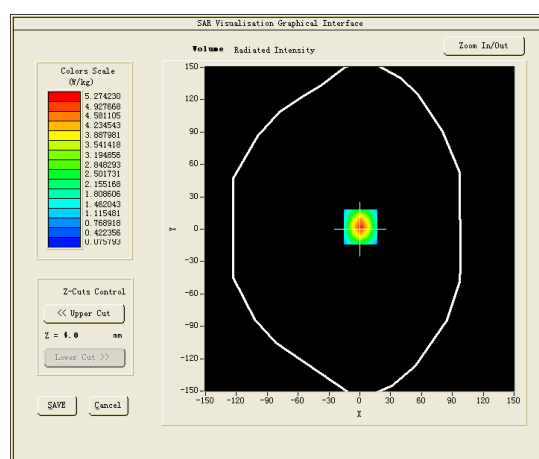 SAR Visualisation Graphical Interface
Volume Radiated Intensity
Zoom In/Out
Colors Scale
(W/kg)
5.274230
4.927668
4.581105
4.234543
3.887981
3.541418
3.194856
2.848293
2.501731
2.155168
1.808606
1.462043
1.115481
0.768918
0.422356
0.075793
Z-Cuts Control
<< Upper Cut
Z = 4.0 mm
Lower Cut >>
SAVE
Cancel
150
120
90
60
30
0
-30
-60
-90
-120
-150
Y
-150 -120 -90 -60 -30 0 30 60 90 120 150
X